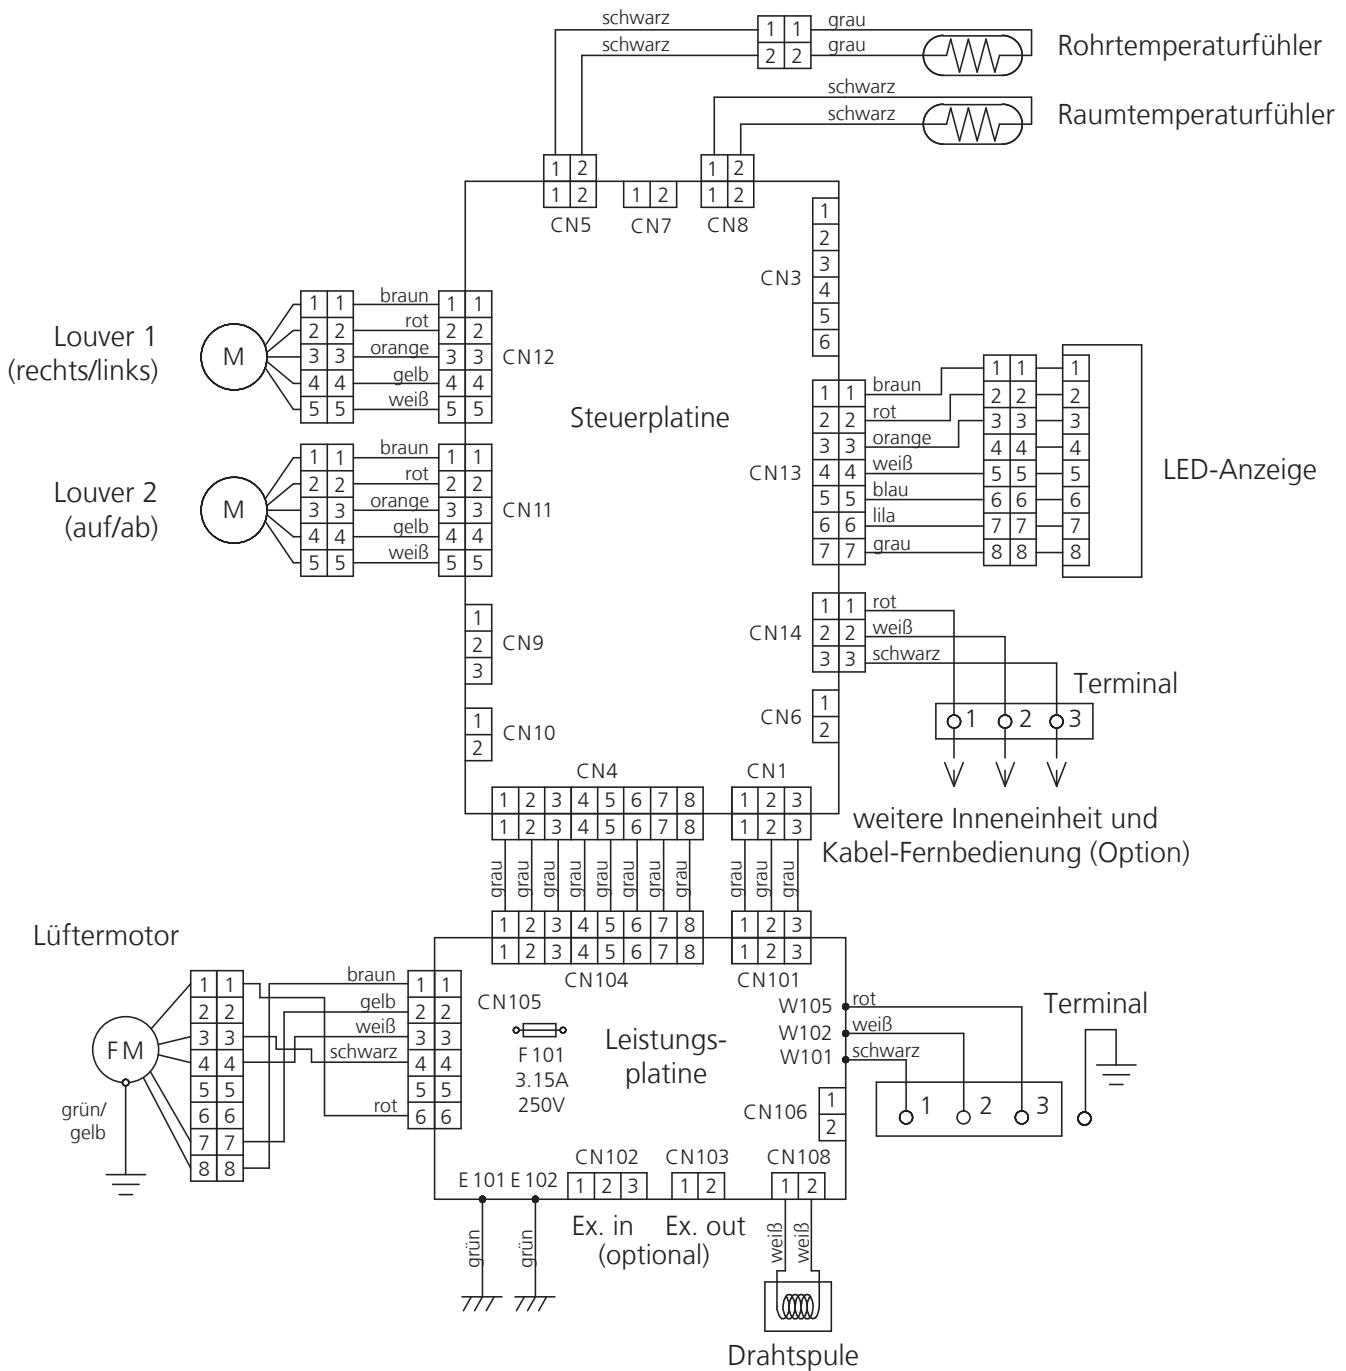 schwarz
1 1
grau
Rohrtemperaturfühler
schwarz
2 2
grau
schwarz
schwarz
Raumtemperaturfühler
1 2
1 2
CN5
1 2
CN7
1 2
1 2
CN8
1
2
3
4
5
6
CN3
Louver 1
(rechts/links)
M
1 1
2 2
3 3
4 4
5 5
braun
rot
orange
gelb
weiß
1 1
2 2
3 3
4 4
5 5
CN12
Steuerplatine
Louver 2
(auf/ab)
M
1 1
2 2
3 3
4 4
5 5
braun
rot
orange
gelb
weiß
1 1
2 2
3 3
4 4
5 5
CN11
CN13
1 1
2 2
3 3
4 4
5 5
6 6
7 7
braun
rot
orange
weiß
blau
lila
grau
1 1
2 2
3 3
4 4
5 5
6 6
7 7
8 8
1
2
3
4
5
6
7
8
LED-Anzeige
1
2
3
CN9
CN14
1 1
2 2
3 3
rot
weiß
schwarz
Terminal
1 2 3
weitere Inneneinheit und
Kabel-Fernbedienung (Option)
CN6
1
2
1
2
CN10
CN4
1 2 3 4 5 6 7 8
1 2 3 4 5 6 7 8
CN1
1 2 3
1 2 3
grau grau grau grau grau grau grau grau
grau grau grau
1 2 3 4 5 6 7 8
1 2 3 4 5 6 7 8
CN104
1 2 3
1 2 3
CN101
Lüftermotor
FM
grün/
gelb
1 1
2 2
3 3
4 4
5 5
6 6
7 7
8 8
braun
gelb
weiß
schwarz
rot
1 1
2 2
3 3
4 4
5 5
6 6
CN105
F101
3.15A
250V
Leistungs-
platine
W105
W102
W101
rot
weiß
schwarz
Terminal
1 2 3
CN106
1
2
E101 E102
grün
grün
CN102
1 2 3
Ex. in
CN103
1 2
Ex. out
(optional)
CN108
1 2
weiß
weiß
Drahtspule